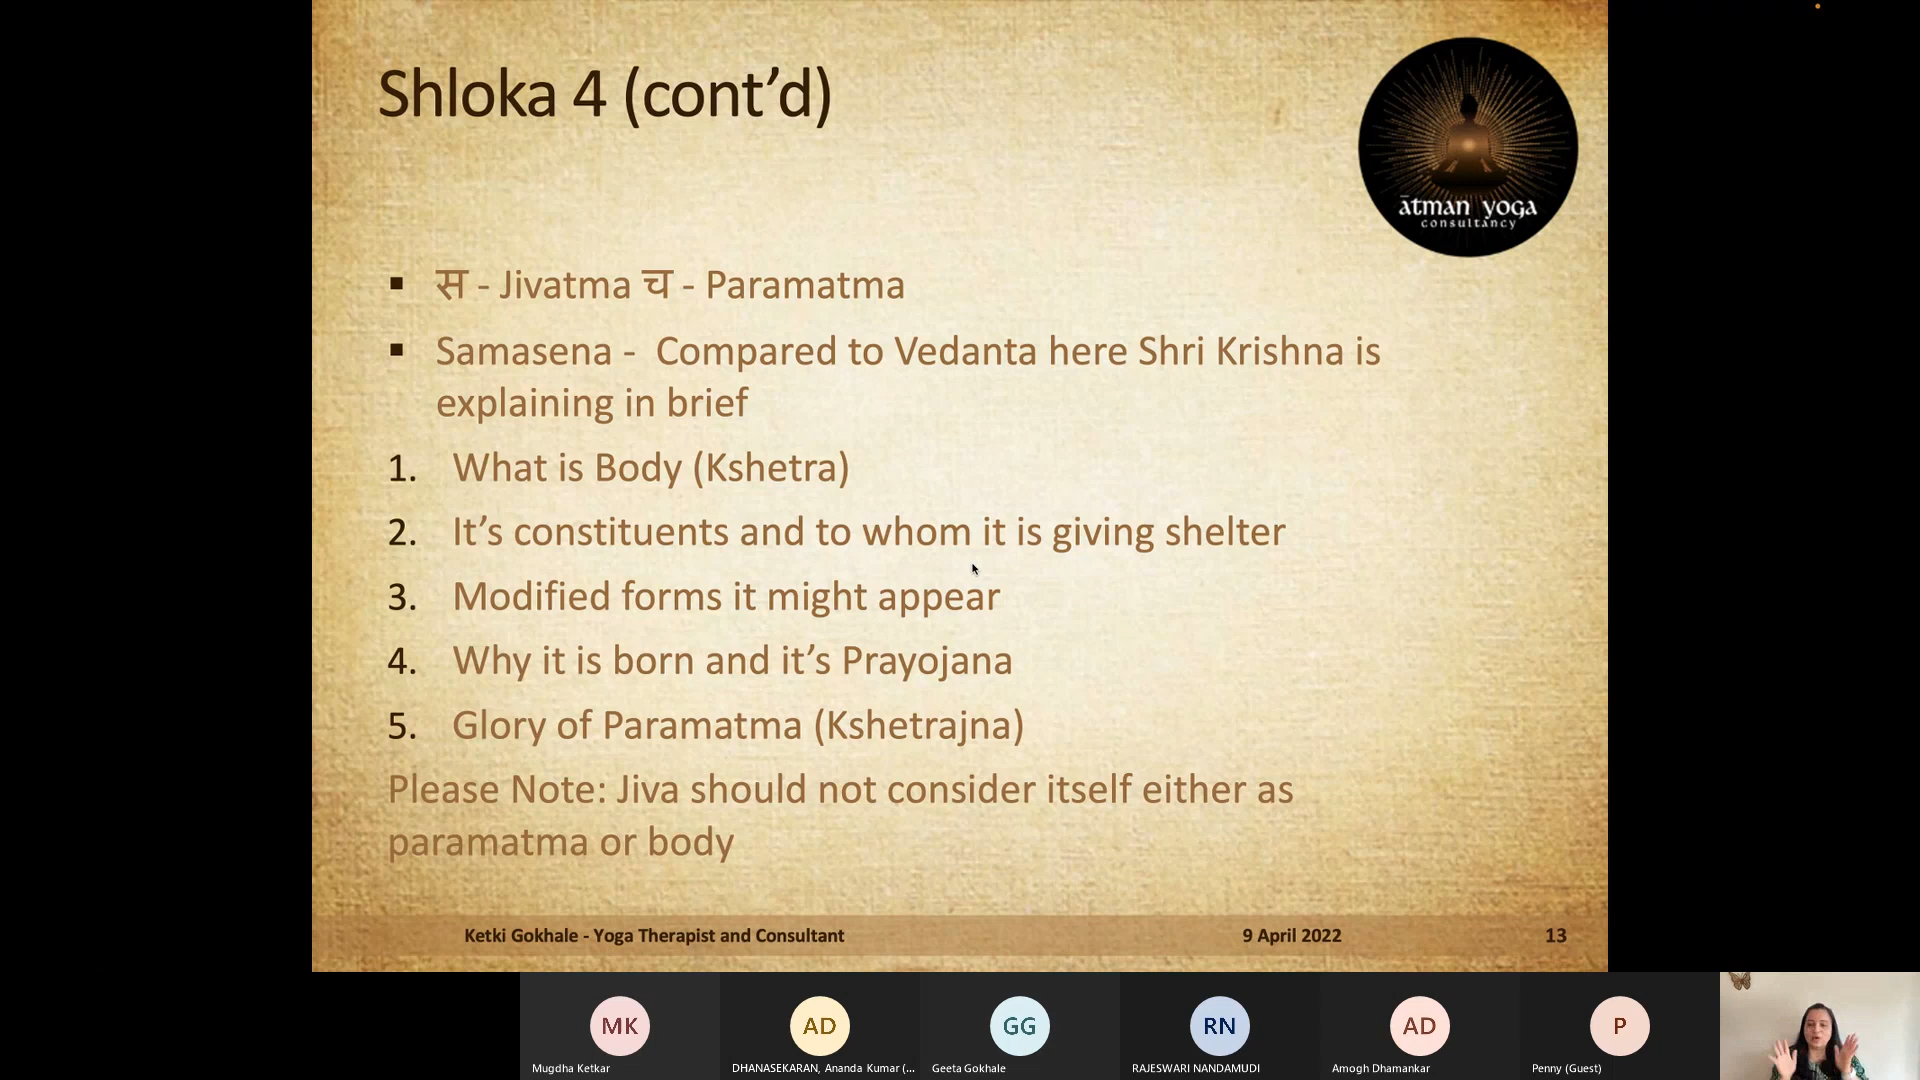 Shloka 4 (cont’d)
ātman yoga
consultancy
▪ स - Jivatma च - Paramatma
▪ Samasena -  Compared to Vedanta here Shri Krishna is
explaining in brief
1. What is Body (Kshetra)
2. It’s constituents and to whom it is giving shelter
3. Modified forms it might appear
4. Why it is born and it’s Prayojana
5. Glory of Paramatma (Kshetrajna)
Please Note: Jiva should not consider itself either as
paramatma or body
Ketki Gokhale - Yoga Therapist and Consultant 9 April 2022 13
MK AD GG RN AD P
Mugdha Ketkar DHANASEKARAN, Ananda Kumar (... Geeta Gokhale RAJESWARI NANDAMUDI Amogh Dhamankar Penny (Guest)